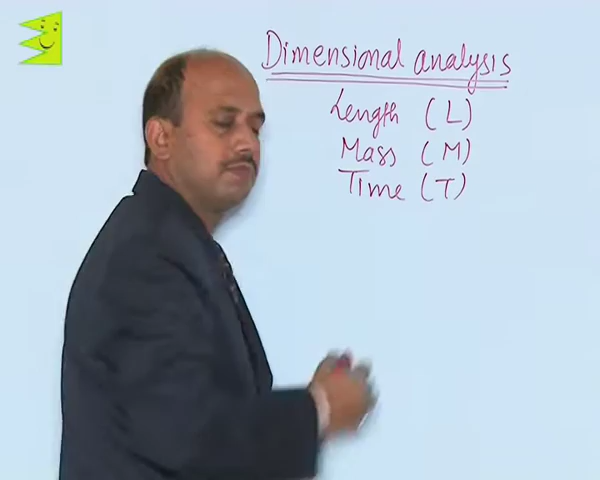 Dimensional analysis
Length (L)
Mass (M)
Time (T)